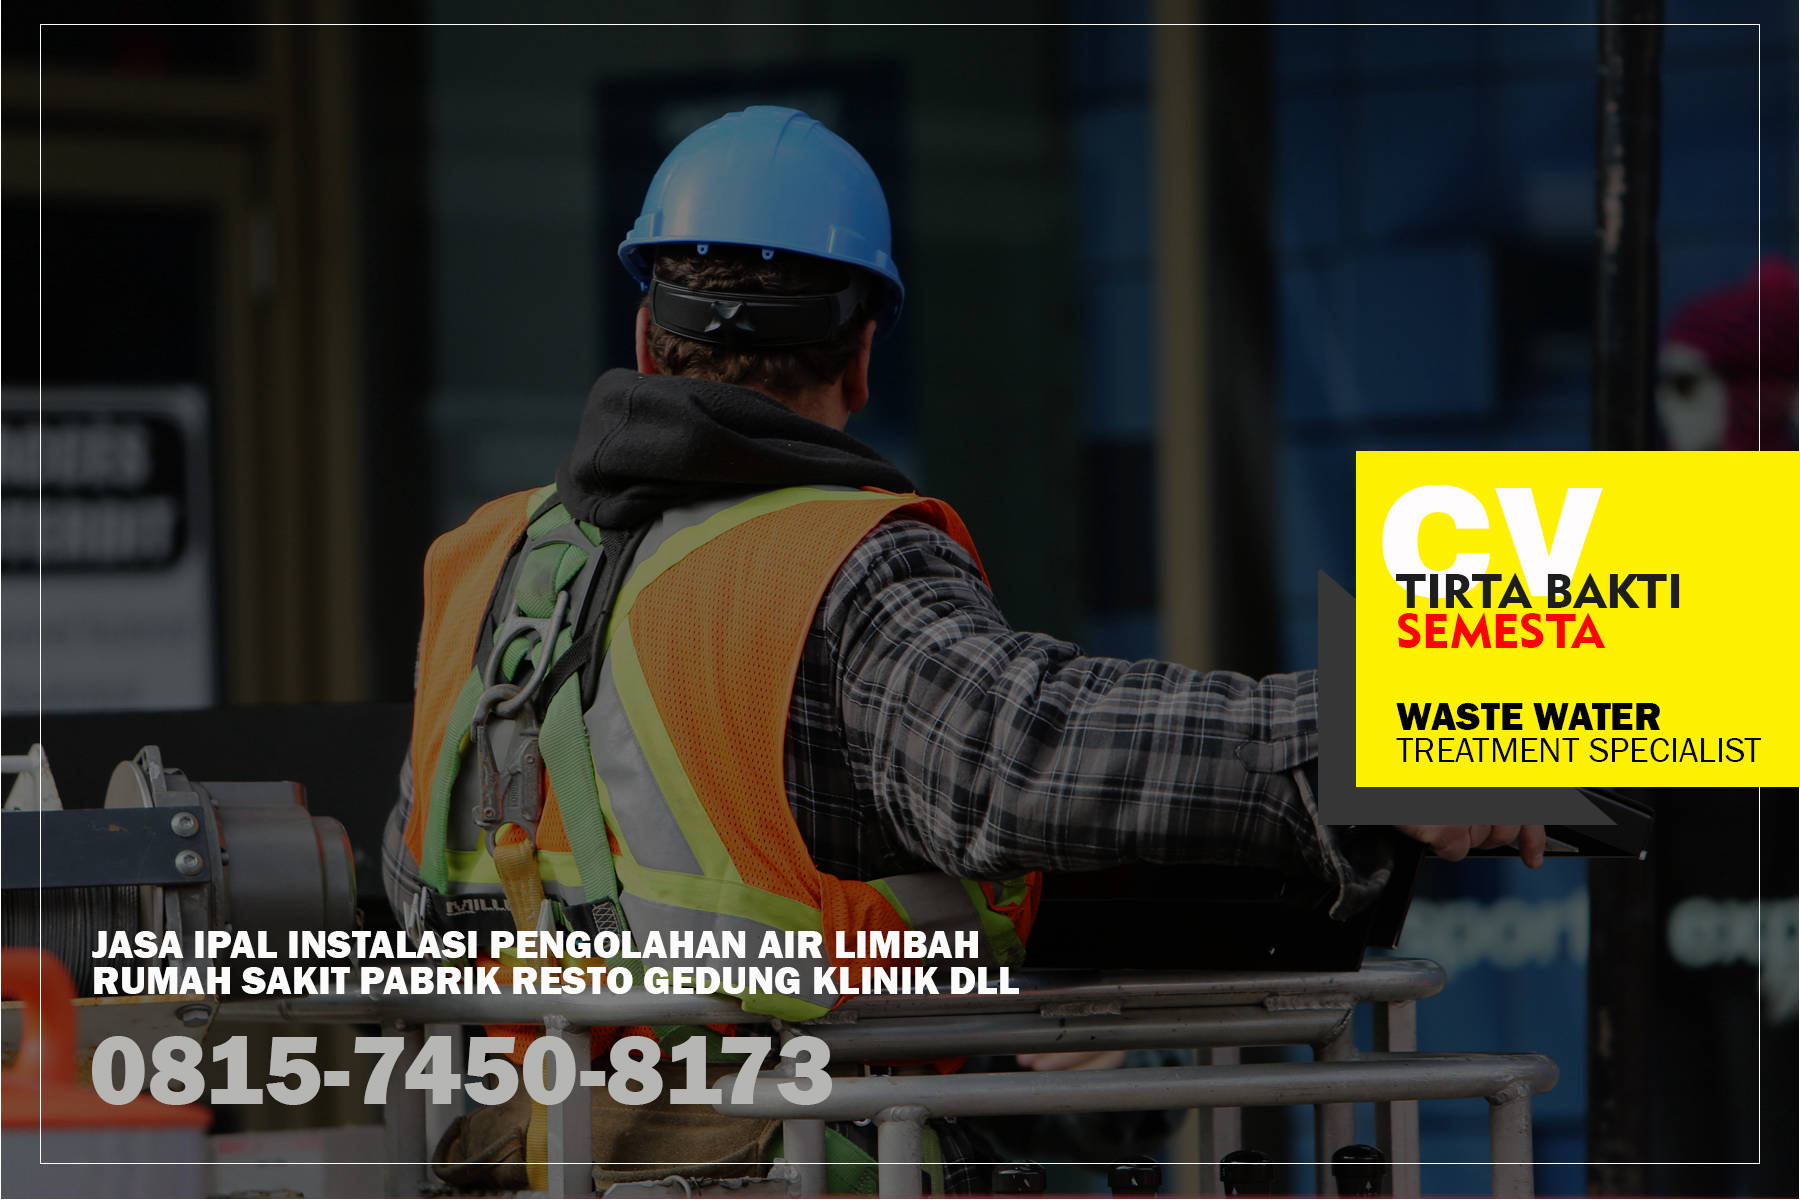 CV
TIRTA BAKTI
SEMESTA
WASTE WATER
TREATMENT SPECIALIST
JASA IPAL INSTALASI PENGOLAHAN AIR LIMBAH
RUMAH SAKIT PABRIK RESTO GEDUNG KLINIK DLL
0815-7450-8173